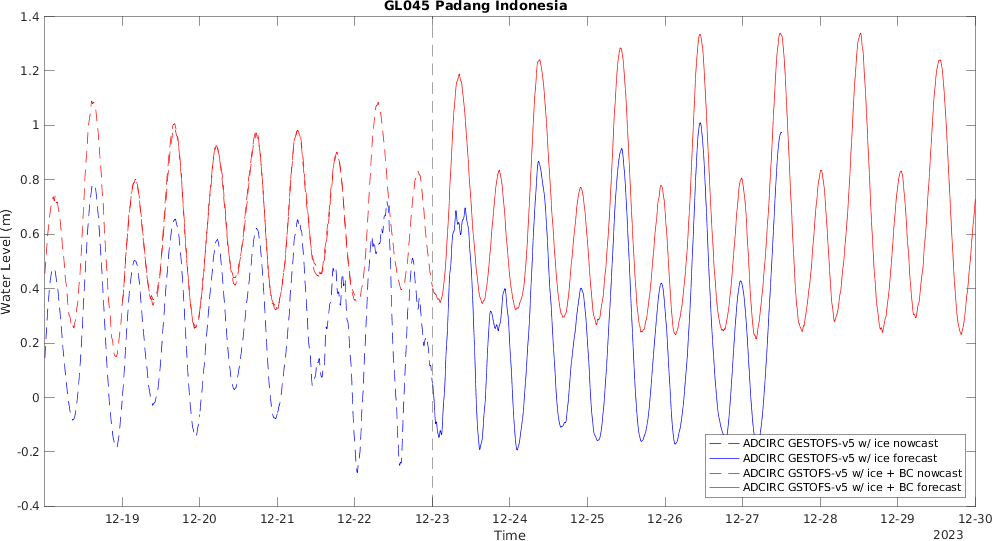 GL045 Padang Indonesia
1.4
1.2
1
0.8
0.6
0.4
0.2
0
-0.2
-0.4
Water Level (m)
ADCIRC GESTOFS-v5 w/ ice nowcast
ADCIRC GESTOFS-v5 w/ ice forecast
ADCIRC GSTOFS-v5 w/ ice + BC nowcast
ADCIRC GSTOFS-v5 w/ ice + BC forecast
12-19 12-20 12-21 12-22 12-23 12-24 12-25 12-26 12-27 12-28 12-29 12-30
Time
2023